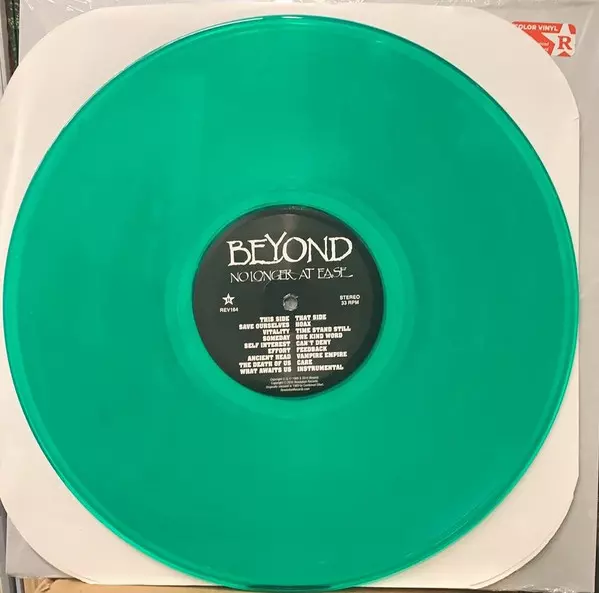 COLOR VINYL
R
BEYOND
NO LONGER AT EASE
REV164
STEREO
33 RPM
THIS SIDE THAT SIDE
SAVE OURSELVES HOAX
VITALITY TIME STAND STILL
SOMEDAY ONE KIND WORD
SELF INTEREST CAN'T DENY
EFFORT FEEDBACK
ANCIENT HEAD VAMPIRE EMPIRE
THE DEATH OF US CARE
WHAT AWAITS US INSTRUMENTAL